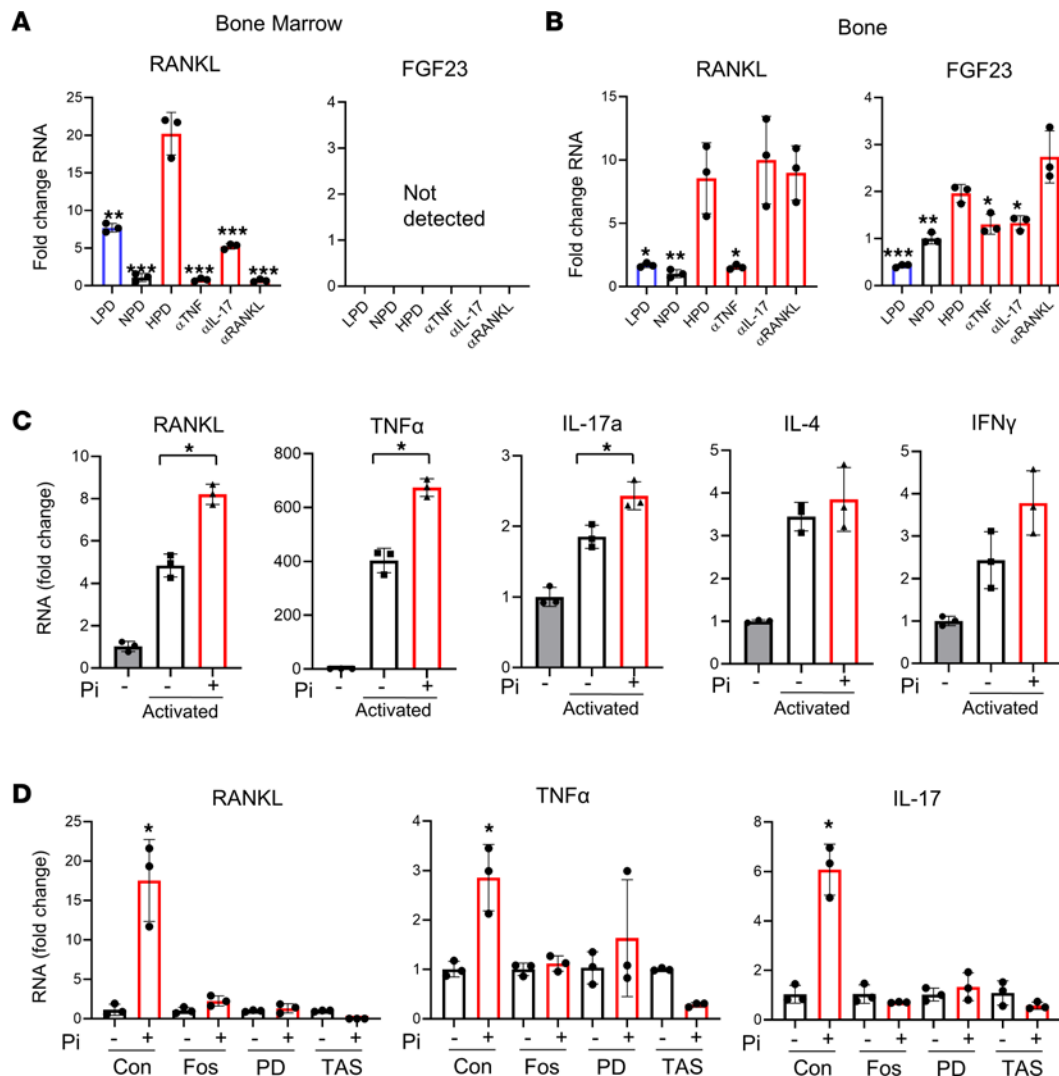 A
Bone Marrow
RANKL
FGF23
Fold change RNA
25
20
15
10
5
0
** *** *** *** ***
LPD NPD HPD αTNF αIL-17 αRANKL
4
3
2
1
0
Not
detected
LPD NPD HPD αTNF αIL-17 αRANKL
B
Bone
RANKL
FGF23
Fold change RNA
15
10
5
0
* ** *
LPD NPD HPD αTNF αIL-17 αRANKL
4
3
2
1
0
*** ** * *
LPD NPD HPD αTNF αIL-17 αRANKL
C
RANKL
RNA (fold change)
10
8
6
4
2
0
*
Pi - - +
Activated
TNFα
800
600
400
200
0
*
- - +
Activated
IL-17a
3
2
1
0
*
- - +
Activated
IL-4
5
4
3
2
1
0
- - +
Activated
IFNγ
5
4
3
2
1
0
Pi - - +
Activated
D
RANKL
RNA (fold change)
25
20
15
10
5
0
*
Pi - + - + - + - +
Con Fos PD TAS
TNFα
4
3
2
1
0
*
Pi - + - + - + - +
Con Fos PD TAS
IL-17
8
6
4
2
0
*
Pi - + - + - + - +
Con Fos PD TAS